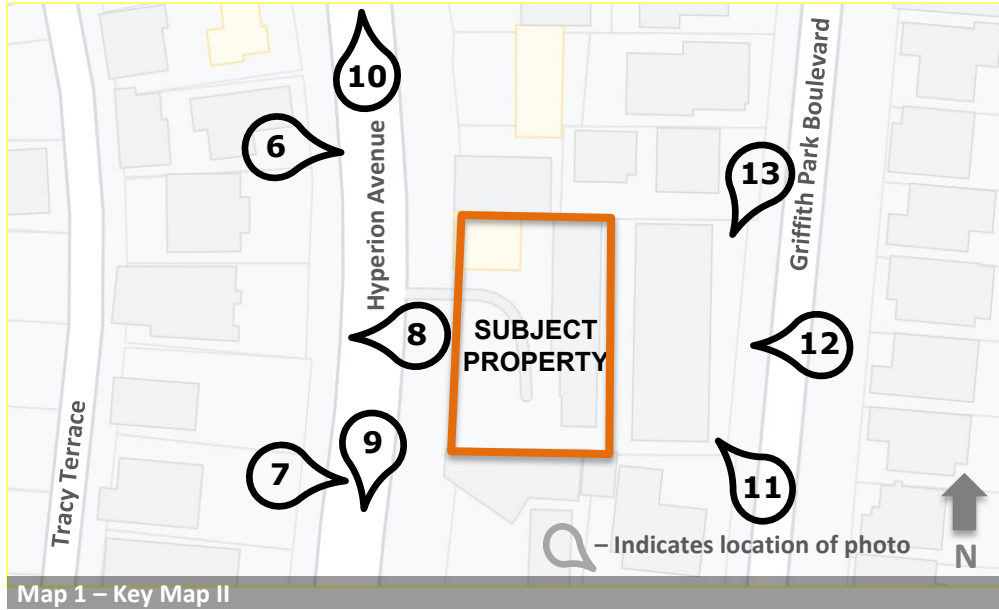 10
6
Hyperion Avenue
13
Griffith Park Boulevard
8
SUBJECT
PROPERTY
12
9
7
Tracy Terrace
11
– Indicates location of photo
N
Map 1 – Key Map II